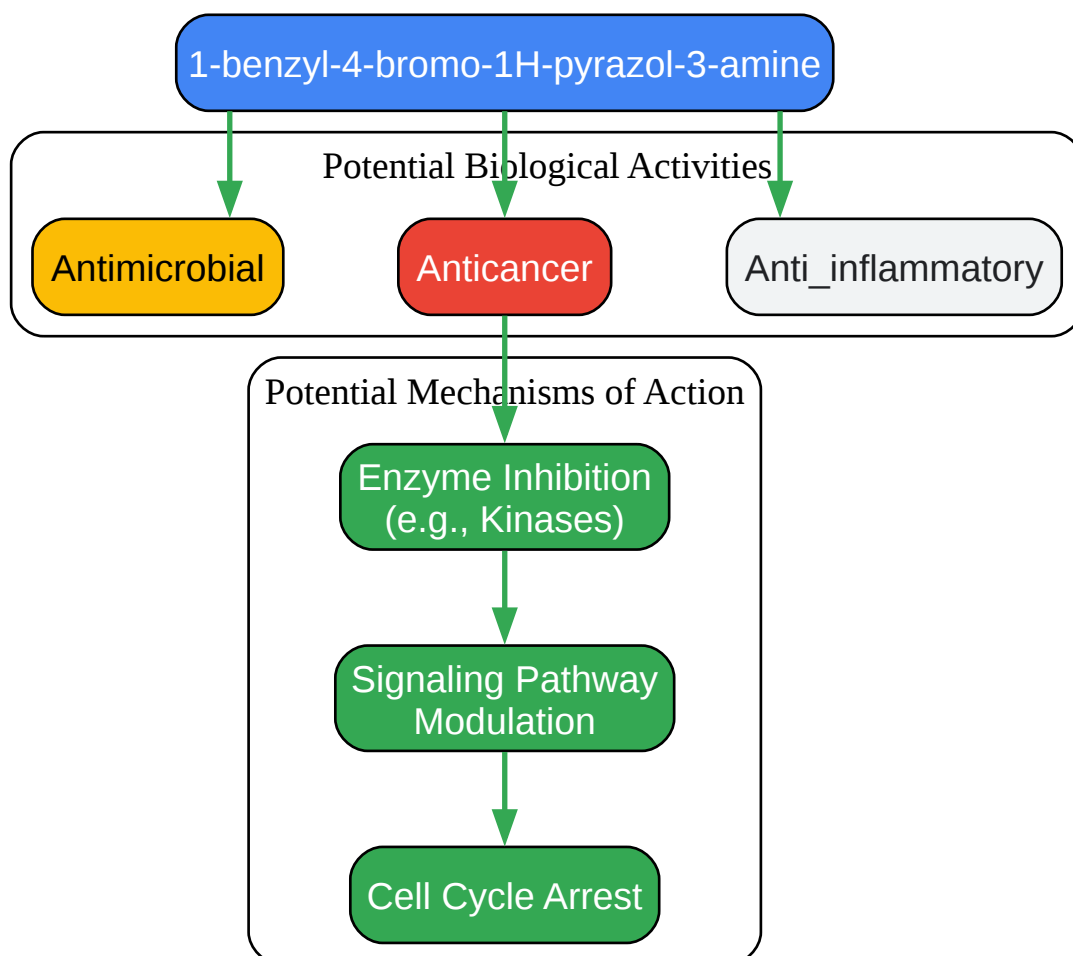 1-benzyl-4-bromo-1H-pyrazol-3-amine
Potential Biological Activities
Antimicrobial
Anticancer
Anti_inflammatory
Potential Mechanisms of Action
Enzyme Inhibition
(e.g., Kinases)
Signaling Pathway
Modulation
Cell Cycle Arrest